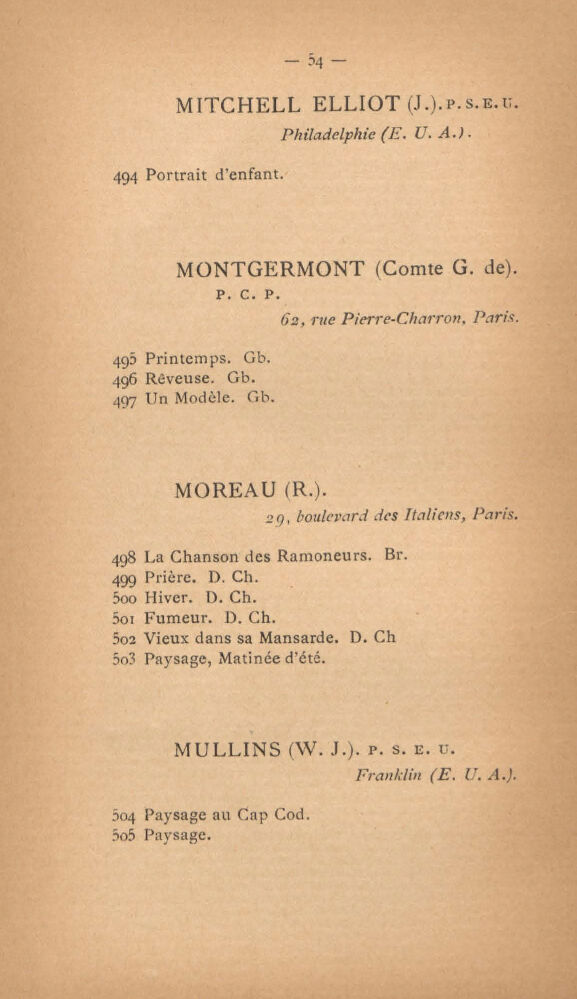 — 54 —
MITCHELL ELLIOT (J.). P. S. E. U.
Philadelphie (E. U. A.).
494 Portrait d'enfant.
MONTGERMONT (Comte G. de).
P. C. P.
62, rue Pierre-Charron, Paris.
495 Printemps. Gb.
496 Rêveuse. Gb.
497 Un Modèle. Gb.
MOREAU (R.).
29, boulevard des Italiens, Paris.
498 La Chanson des Ramoneurs. Br.
499 Prière. D. Ch.
500 Hiver. D. Ch.
501 Fumeur. D. Ch.
502 Vieux dans sa Mansarde. D. Ch
503 Paysage, Matinée d'été.
MULLINS (W. J.). P. S. E. U.
Franklin (E. U. A.).
504 Paysage au Cap Cod.
505 Paysage.